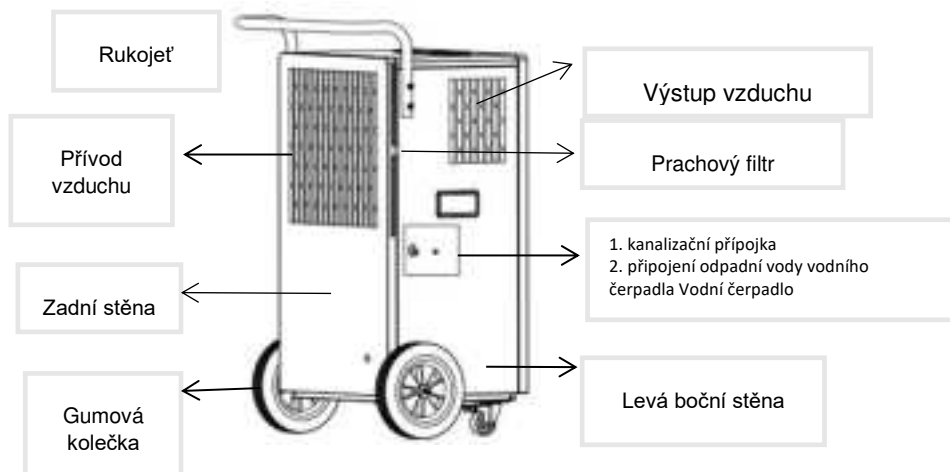 Rukojeť
Výstup vzduchu
Přívod
vzduchu
Prachový filtr
1. kanalizační přípojka
2. připojení odpadní vody vodního
čerpadla Vodní čerpadlo
Zadní stěna
Levá boční stěna
Gumová
kolečka